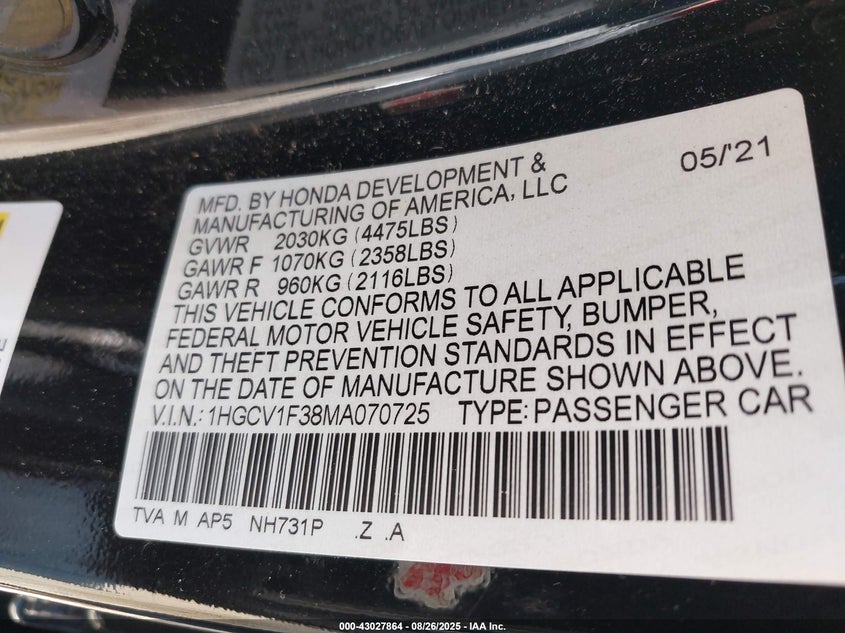 05/'21
MFD. BY HONDA DEVELOPMENT &
MANUFACTURING OF AMERICA, LLC
GVWR 2030KG (4475LBS)
GAWR F 1070KG (2358LBS)
GAWR R 960KG (2116LBS)
THIS VEHICLE CONFORMS TO ALL APPLICABLE
FEDERAL MOTOR VEHICLE SAFETY, BUMPER,
AND THEFT PREVENTION STANDARDS IN EFFECT
ON THE DATE OF MANUFACTURE SHOWN ABOVE.
V.I.N.: 1HGCV1F38MA070725 TYPE: PASSENGER CAR
TVA M AP5 NH731P .Z .A
000-43027864 - 08/26/2025 - IAA Inc.